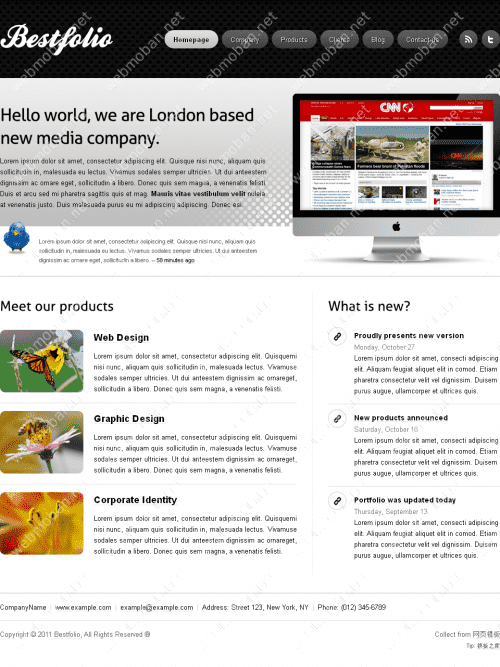 Bestfolio
Homepage Company Products Clients Blog Contact us
Hello world, we are London based
new media company.
Lorem ipsum dolor sit amet, consectetur adipiscing elit. Quisque nisi nunc, aliquam quis
sollicitudin in, malesuada eu lectus. Vivamus sodales semper ultricies. Ut dui anteestem
dignissim ac ornare eget, sollicitudin a libero. Donec quis sem magna, a venenatis felisti.
Duis et arcu sed mi pharetra sagittis quis et mag. Mauris vitae vestibulum velit nulera
at venenatis justo. Duis malesuada purus eu mi adipiscing adipiscing. Donec est
CNN
Lorem ipsum dolor sit amet, consectetur adipiscing elit. Quisque nisi nunc, aliquam quis
sollicitudin in, malesuada eu lectus. Vivamus sodales semper ultricies. Ut dui anteestem
dignissim ac ornare eget, sollicitudin a libero. – 58 minutes ago
Meet our products
Web Design
Lorem ipsum dolor sit amet, consectetur adipiscing elit. Quisquemi
nisi nunc, aliquam quis sollicitudin in, malesuada lectus. Vivamuse
sodales semper ultricies. Ut dui anteestem dignissim ac ornareget,
sollicitudin a libero. Donec quis sem magna, a venenatis felisti.
Graphic Design
Lorem ipsum dolor sit amet, consectetur adipiscing elit. Quisquemi
nisi nunc, aliquam quis sollicitudin in, malesuada lectus. Vivamuse
sodales semper ultricies. Ut dui anteestem dignissim ac ornareget,
sollicitudin a libero. Donec quis sem magna, a venenatis felisti.
Corporate Identity
Lorem ipsum dolor sit amet, consectetur adipiscing elit. Quisquemi
nisi nunc, aliquam quis sollicitudin in, malesuada lectus. Vivamuse
sodales semper ultricies. Ut dui anteestem dignissim ac ornareget,
sollicitudin a libero. Donec quis sem magna, a venenatis felisti.
What is new?
Proudly presents new version
Monday, October 27
Lorem ipsum dolor sit amet, consecti adipiscing
elit. Aliquam feugiat aliquet elit in comod. Etiam
pharetra consectetur velit vel dignissim. Duisem
purus augue, ullamcorper et ultrices quis.
New products announced
Saturday, October 16
Lorem ipsum dolor sit amet, consecti adipiscing
elit. Aliquam feugiat aliquet elit in comod. Etiam
pharetra consectetur velit vel dignissim. Duisem
purus augue, ullamcorper et ultrices quis.
Portfolio was updated today
Thursday, September 13
Lorem ipsum dolor sit amet, consecti adipiscing
elit. Aliquam feugiat aliquet elit in comod. Etiam
pharetra consectetur velit vel dignissim. Duisem
purus augue, ullamcorper et ultrices quis.
CompanyName | www.example.com | example@example.com | Address: Street 123, New York, NY | Phone: (012) 345-6789
Copyright © 2011 Bestfolio, All Rights Reserved ®
Collect from 网页模板
Tip: 模板之家
webmoban.net